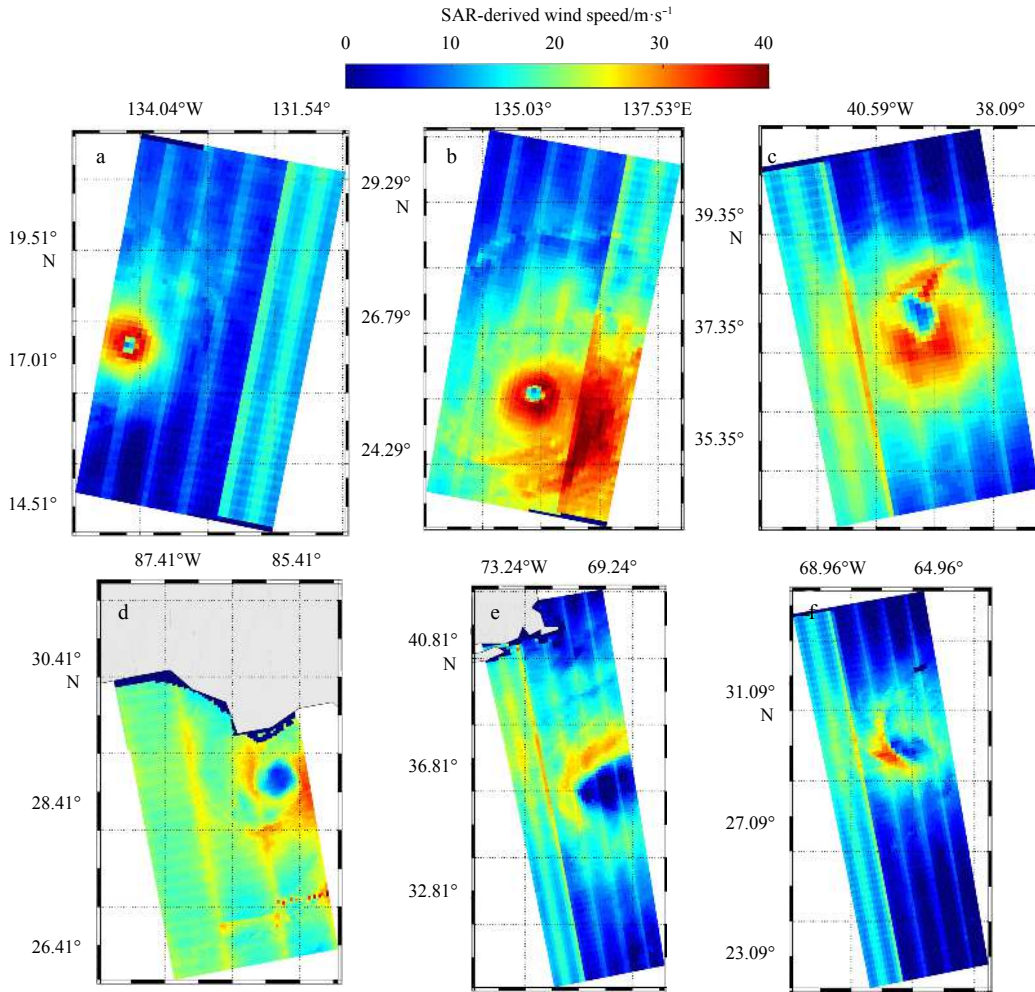 SAR-derived wind speed/m·s⁻¹
0 10 20 30 40
134.04°W 131.54° 135.03° 137.53°E 40.59°W 38.09°
a b c
29.29°
N
39.35°
N
19.51°
N
26.79° 37.35°
17.01°
24.29° 35.35°
14.51°
87.41°W 85.41° 73.24°W 69.24° 68.96°W 64.96°
d e f
40.81°
N
30.41°
N
31.09°
N
36.81°
28.41°
27.09°
32.81°
26.41° 23.09°